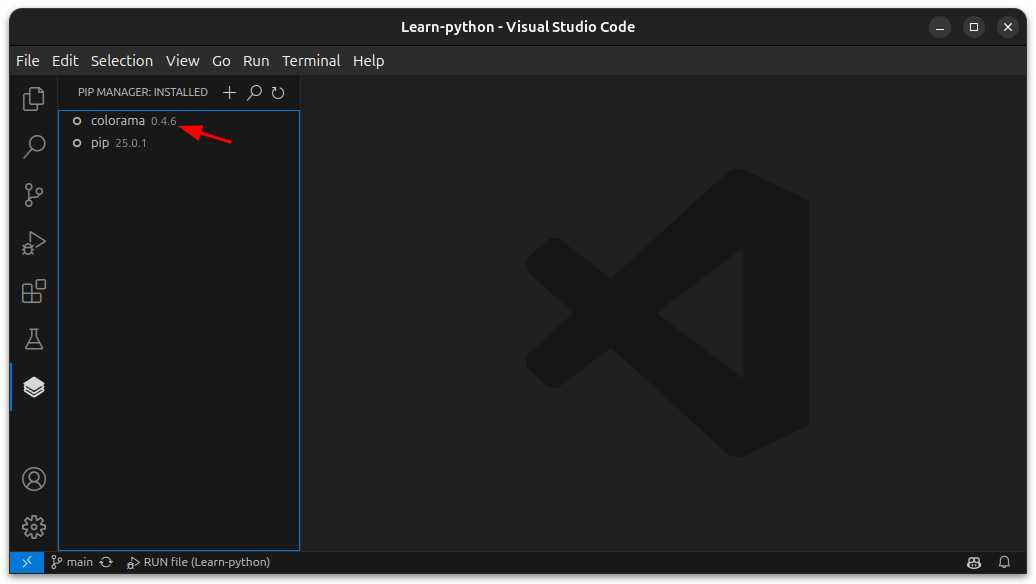 Learn-python - Visual Studio Code
File Edit Selection View Go Run Terminal Help
PIP MANAGER: INSTALLED
colorama 0.4.6
pip 25.0.1
main RUN file (Learn-python)